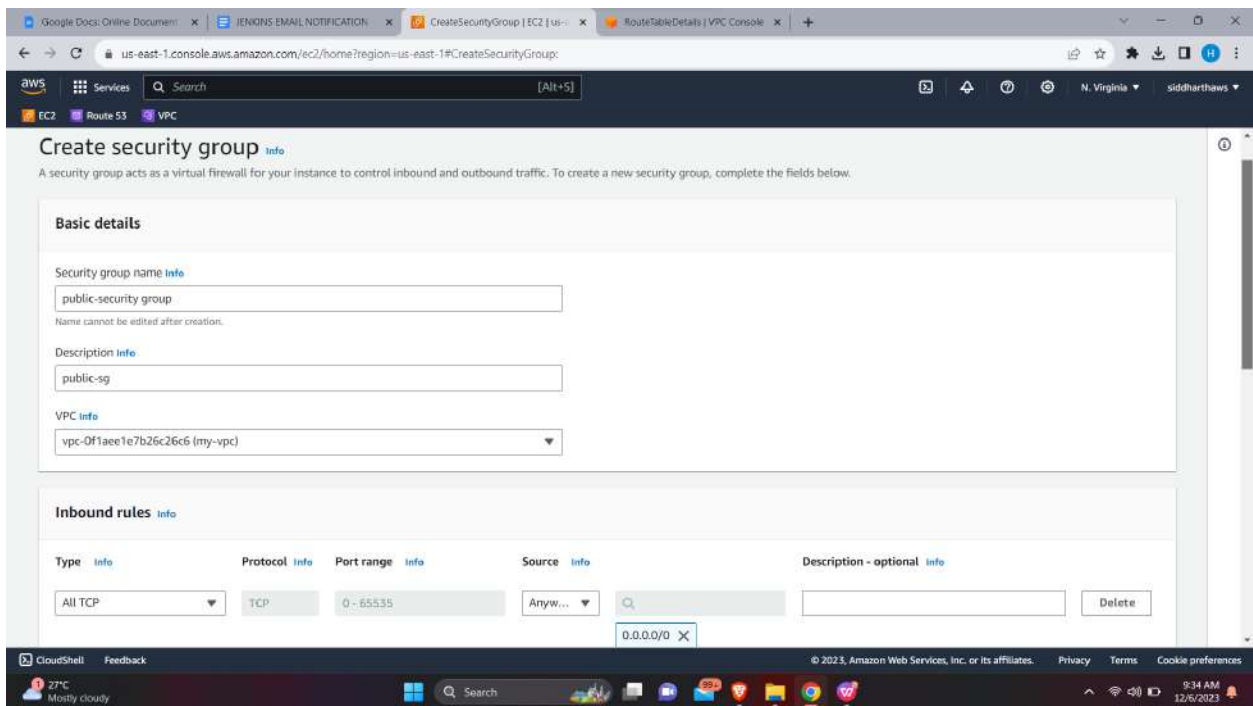 Google Docs: Online Document
JENKINS EMAIL NOTIFICATION
CreateSecurityGroup | EC2 | us-
RouteTableDetails | VPC Console
us-east-1.console.aws.amazon.com/ec2/home?region=us-east-1#CreateSecurityGroup:
H
aws
Services
Search
[Alt+S]
N. Virginia
siddharthaws
EC2
Route 53
VPC
Create security group Info
A security group acts as a virtual firewall for your instance to control inbound and outbound traffic. To create a new security group, complete the fields below.
Basic details
Security group name Info
public-security group
Name cannot be edited after creation.
Description Info
public-sg
VPC Info
vpc-0f1aee1e7b26c26c6 (my-vpc)
Inbound rules Info
Type Info Protocol Info Port range Info Source Info Description - optional Info
All TCP TCP 0 - 65535 Anyw... Delete
0.0.0.0/0
CloudShell Feedback © 2023, Amazon Web Services, Inc. or its affiliates. Privacy Terms Cookie preferences
1 27°C
Mostly cloudy
Search
99+
9:34 AM
12/6/2023